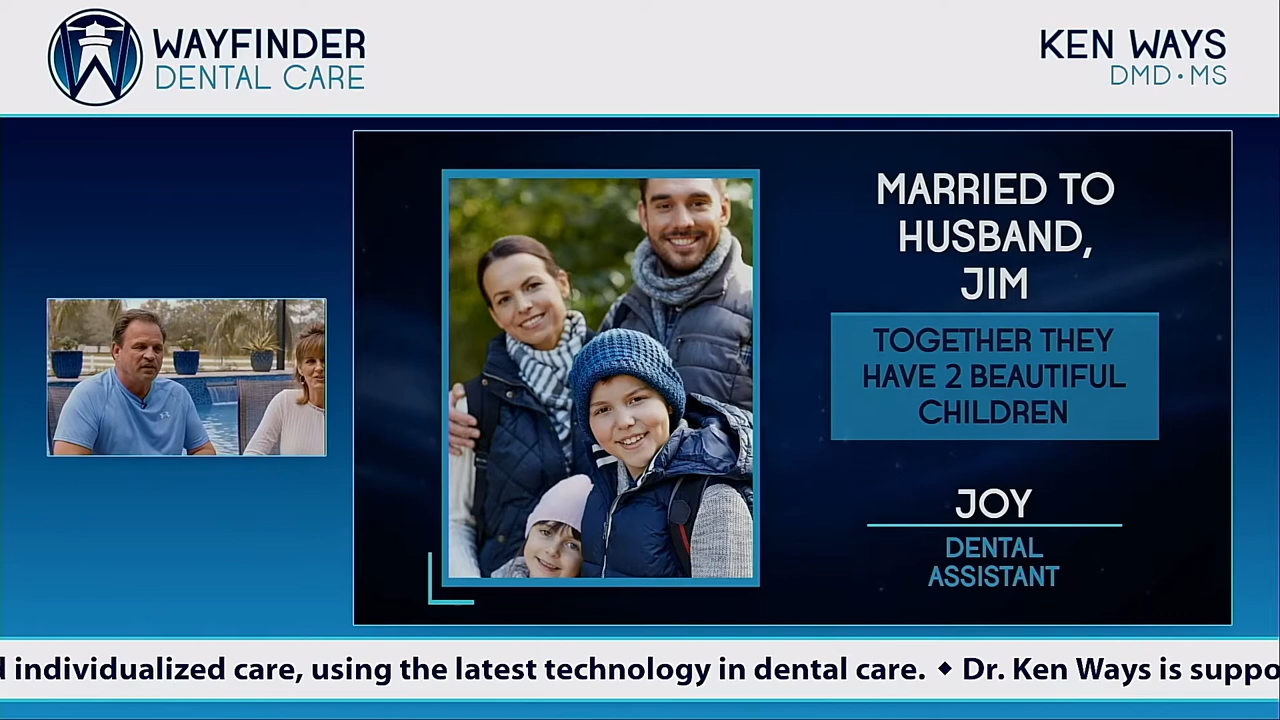 WAYFINDER
DENTAL CARE
KEN WAYS
DMD • MS
MARRIED TO
HUSBAND,
JIM
TOGETHER THEY
HAVE 2 BEAUTIFUL
CHILDREN
JOY
DENTAL
ASSISTANT
individualized care, using the latest technology in dental care. ◆ Dr. Ken Ways is suppo